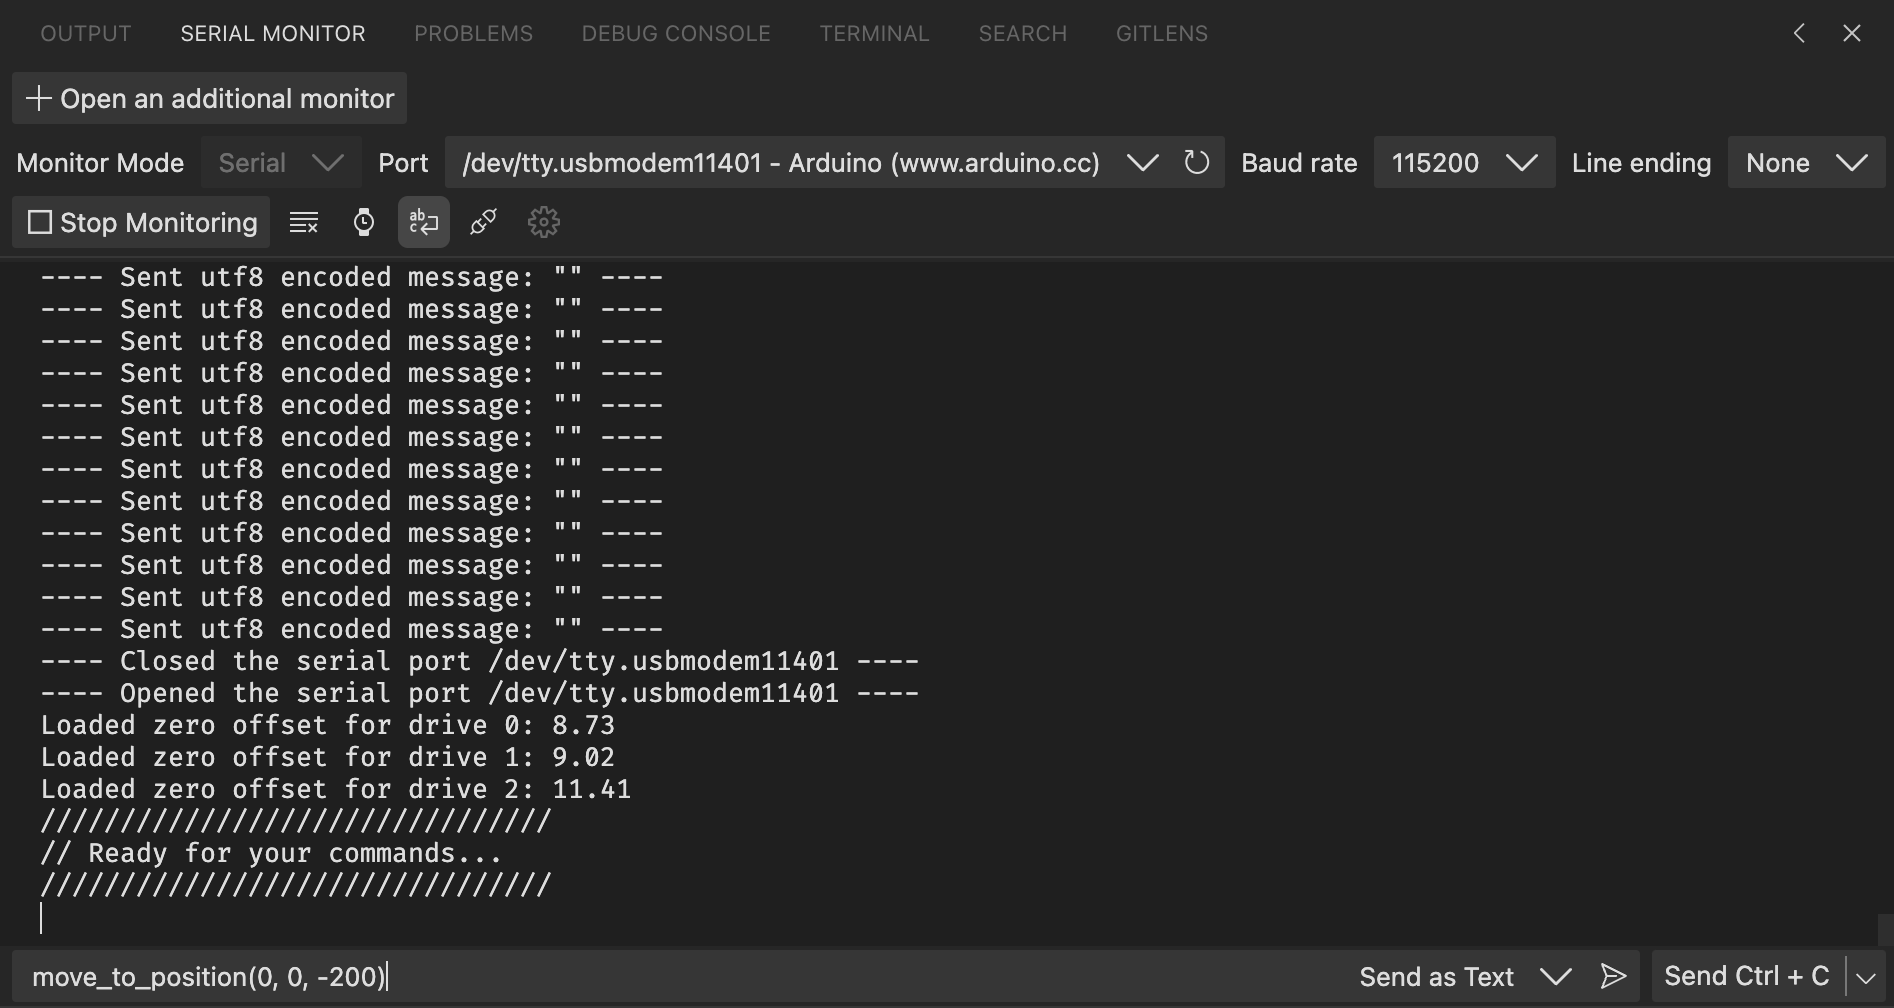 OUTPUT SERIAL MONITOR PROBLEMS DEBUG CONSOLE TERMINAL SEARCH GITLENS
Open an additional monitor
Monitor Mode Serial Port /dev/tty.usbmodem11401 - Arduino (www.arduino.cc) Baud rate 115200 Line ending None
Stop Monitoring
---- Sent utf8 encoded message: "" ----
---- Sent utf8 encoded message: "" ----
---- Sent utf8 encoded message: "" ----
---- Sent utf8 encoded message: "" ----
---- Sent utf8 encoded message: "" ----
---- Sent utf8 encoded message: "" ----
---- Sent utf8 encoded message: "" ----
---- Sent utf8 encoded message: "" ----
---- Sent utf8 encoded message: "" ----
---- Sent utf8 encoded message: "" ----
---- Sent utf8 encoded message: "" ----
---- Sent utf8 encoded message: "" ----
---- Closed the serial port /dev/tty.usbmodem11401 ----
---- Opened the serial port /dev/tty.usbmodem11401 ----
Loaded zero offset for drive 0: 8.73
Loaded zero offset for drive 1: 9.02
Loaded zero offset for drive 2: 11.41
////////////////////////////////
// Ready for your commands...
////////////////////////////////
move_to_position(0, 0, -200) Send as Text Send Ctrl + C